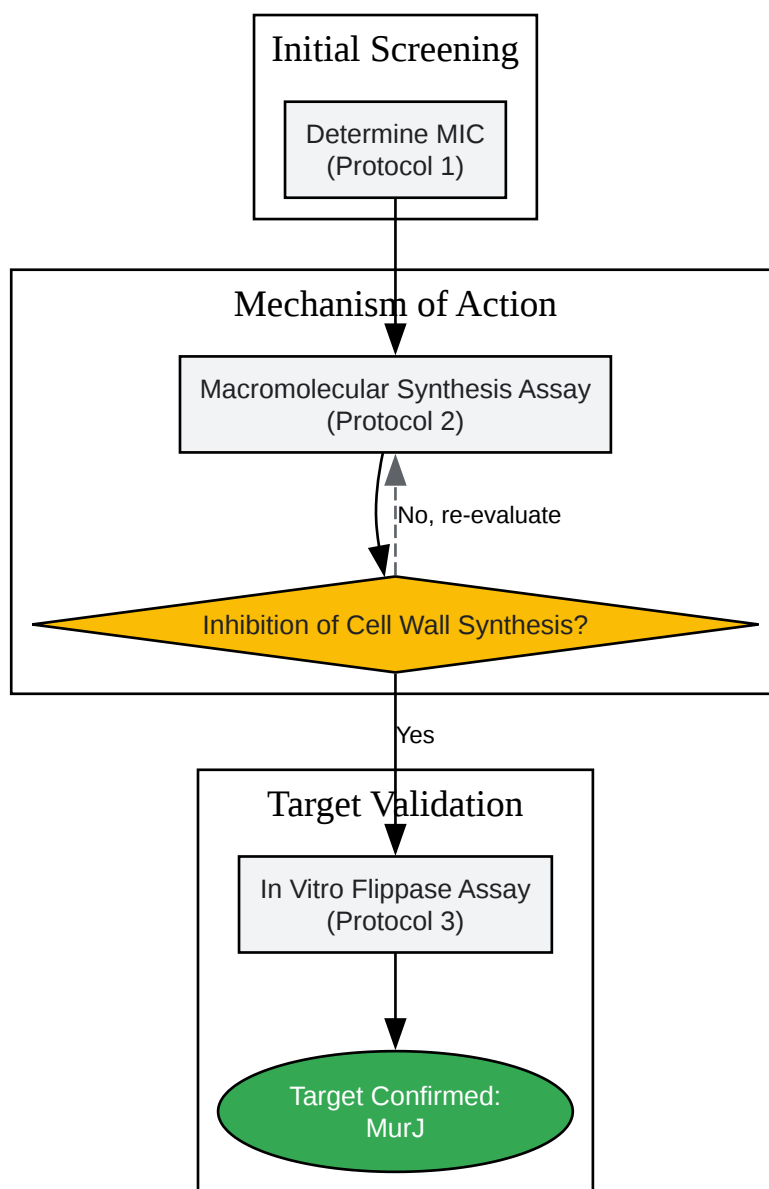 Initial Screening
Determine MIC
(Protocol 1)
Mechanism of Action
Macromolecular Synthesis Assay
(Protocol 2)
No, re-evaluate
Inhibition of Cell Wall Synthesis?
Yes
Target Validation
In Vitro Flippase Assay
(Protocol 3)
Target Confirmed:
MurJ